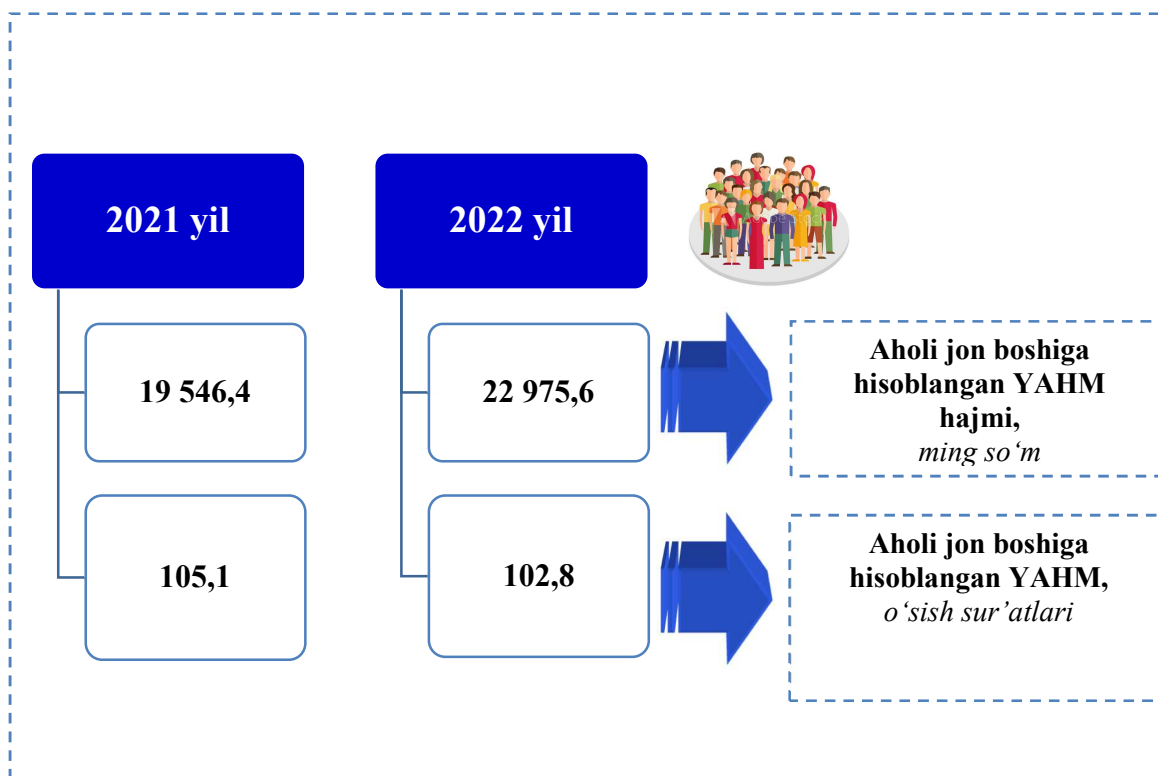 2021 yil
2022 yil
19 546,4
22 975,6
Aholi jon boshiga
hisoblangan YAHM
hajmi,
ming so‘m
105,1
102,8
Aholi jon boshiga
hisoblangan YAHM,
o‘sish sur’atlari